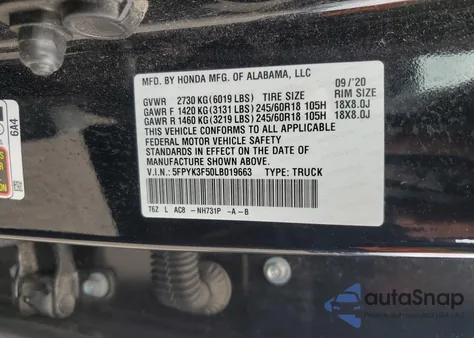 MFD. BY HONDA MFG. OF ALABAMA, LLC 09/'20
GVWR 2730 KG(6019 LBS) TIRE SIZE RIM SIZE
GAWR F 1420 KG(3131 LBS) 245/60R18 105H 18X8.0J
GAWR R 1460 KG(3219 LBS) 245/60R18 105H 18X8.0J
THIS VEHICLE CONFORMS TO ALL APPLICABLE
FEDERAL MOTOR VEHICLE SAFETY
STANDARDS IN EFFECT ON THE DATE OF
MANUFACTURE SHOWN ABOVE.
V.I.N.: 5FPYK3F50LB019663 TYPE: TRUCK
T6Z L AC8 -NH731P -A-B
6A4
autoSnap